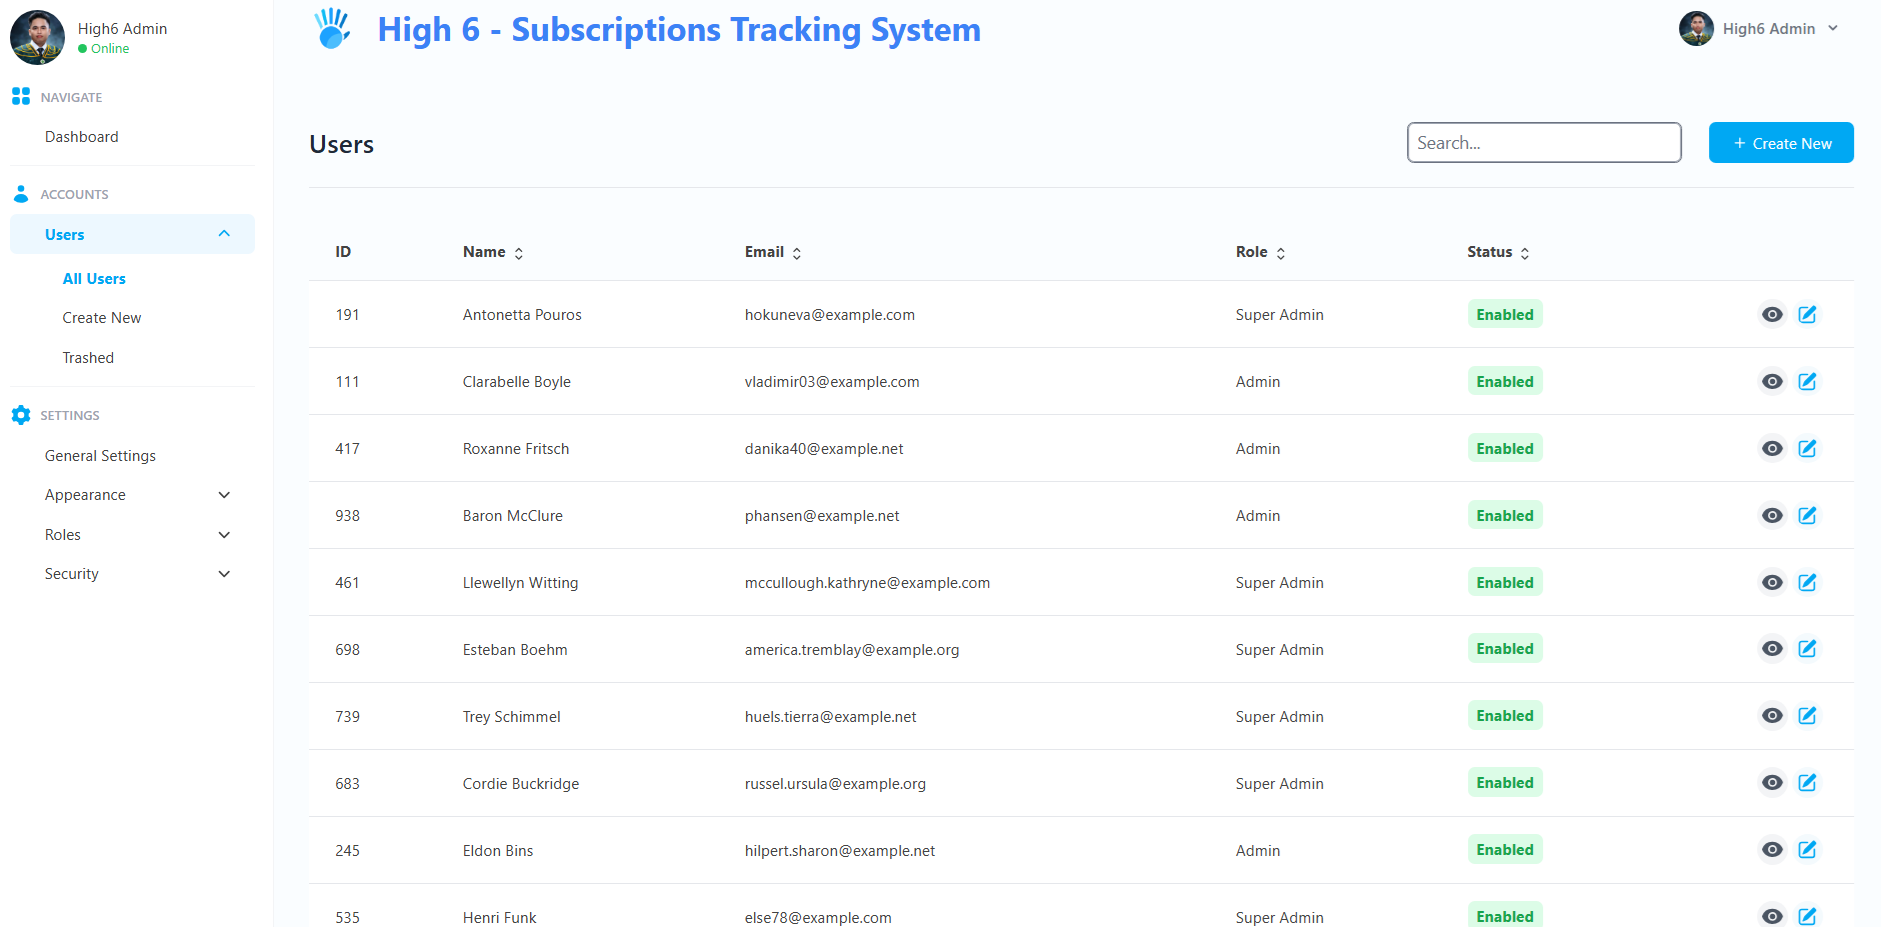 High6 Admin
Online
NAVIGATE
Dashboard
ACCOUNTS
Users
All Users
Create New
Trashed
SETTINGS
General Settings
Appearance
Roles
Security
High 6 - Subscriptions Tracking System
High6 Admin
Users
Search...
+ Create New
ID Name Email Role Status
191 Antonetta Pouros hokuneva@example.com Super Admin Enabled
111 Clarabelle Boyle vladimir03@example.com Admin Enabled
417 Roxanne Fritsch danika40@example.net Admin Enabled
938 Baron McClure phansen@example.net Admin Enabled
461 Llewellyn Witting mccullough.kathryne@example.com Super Admin Enabled
698 Esteban Boehm america.tremblay@example.org Super Admin Enabled
739 Trey Schimmel huels.tierra@example.net Super Admin Enabled
683 Cordie Buckridge russel.ursula@example.org Super Admin Enabled
245 Eldon Bins hilpert.sharon@example.net Admin Enabled
535 Henri Funk else78@example.com Super Admin Enabled